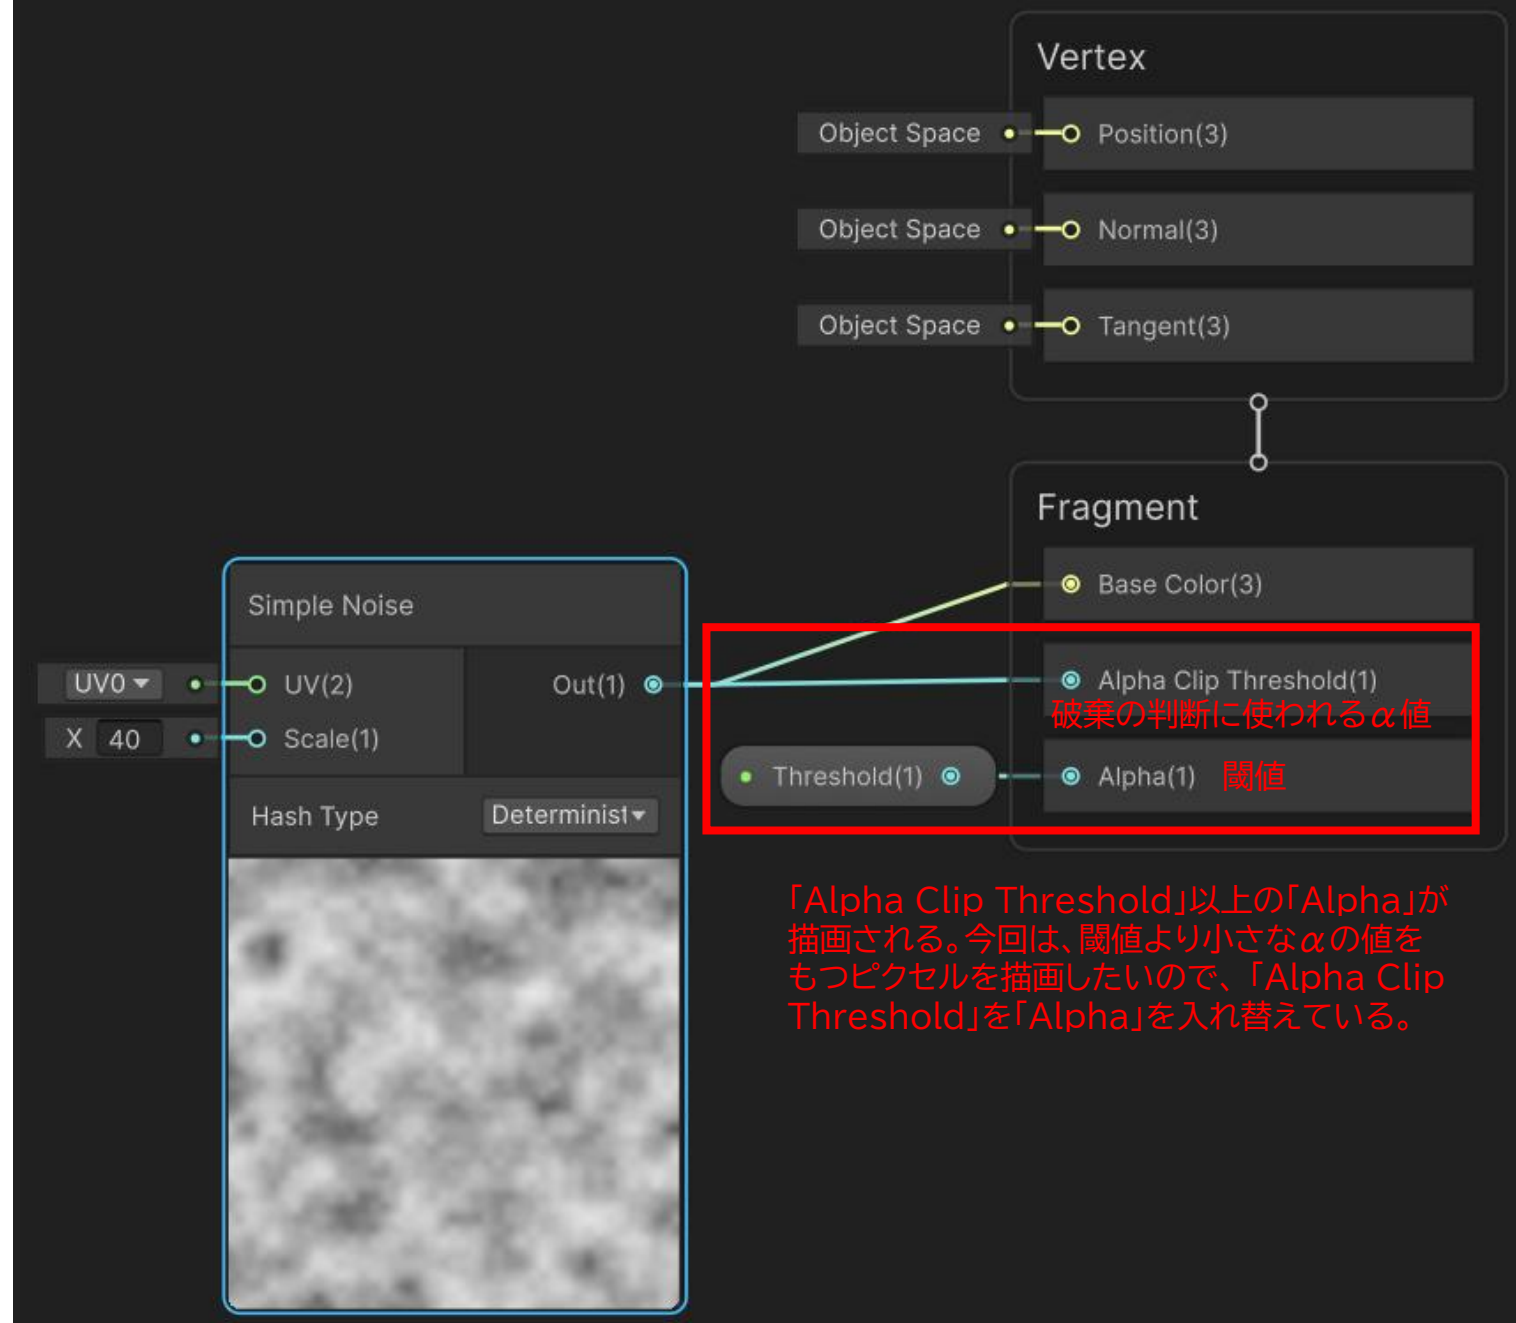 Vertex
Object Space
Position(3)
Object Space
Normal(3)
Object Space
Tangent(3)
Fragment
Base Color(3)
Simple Noise
UV0
UV(2)
Out(1)
Alpha Clip Threshold(1)
破棄の判断に使われるα値
X 40
Scale(1)
Threshold(1)
Alpha(1)
閾値
Hash Type
Determinist
「Alpha Clip Threshold」以上の「Alpha」が
描画される。今回は、閾値より小さなαの値を
もつピクセルを描画したいので、「Alpha Clip
Threshold」を「Alpha」を入れ替えている。